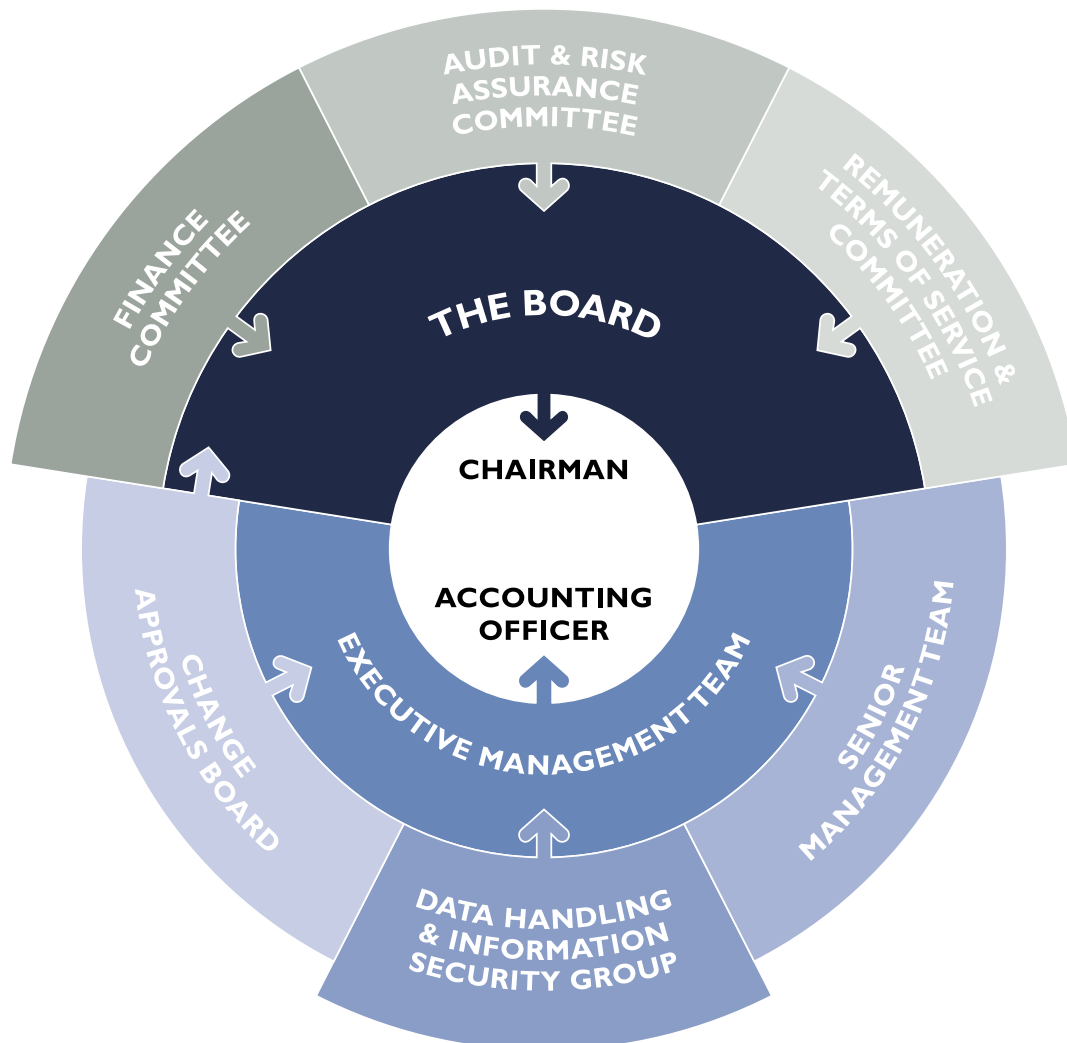 AUDIT & RISK
ASSURANCE
COMMITTEE
FINANCE
COMMITTEE
REMUNERATION &
TERMS OF SERVICE
COMMITTEE
THE BOARD
CHAIRMAN
ACCOUNTING
OFFICER
EXECUTIVE MANAGEMENT TEAM
CHANGE
APPROVALS BOARD
SENIOR
MANAGEMENT TEAM
DATA HANDLING
& INFORMATION
SECURITY GROUP